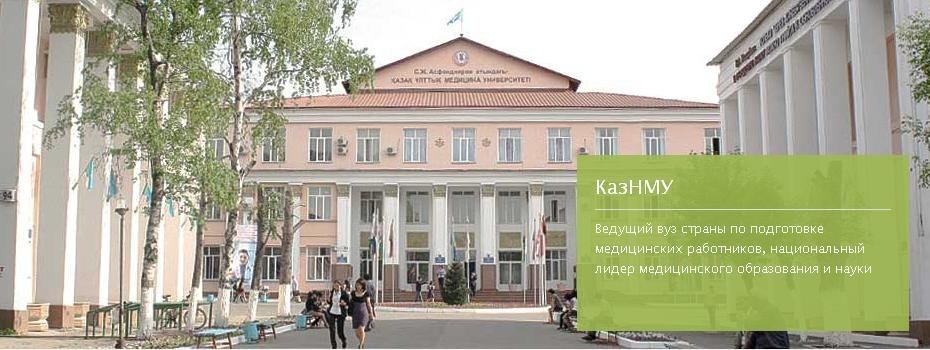 С.Ж. Асфендияров атындағы
ҚАЗАҚ ҰЛТТЫҚ МЕДИЦИНА УНИВЕРСИТЕТІ
94
КазНМУ
Ведущий вуз страны по подготовке
медицинских работников, национальный
лидер медицинского образования и науки